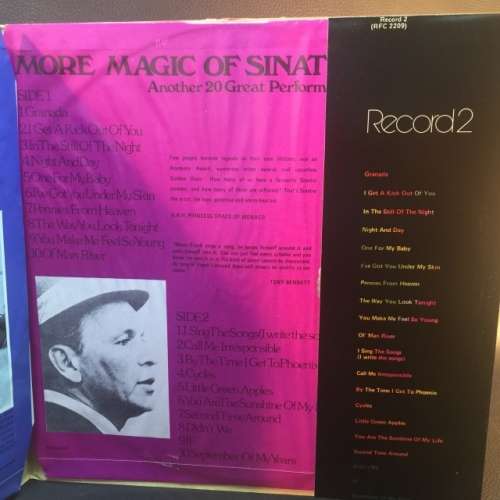 Record 2
(RFC 2209)
MORE MAGIC OF SINAT
Another 20 Great Perform
SIDE 1
1.Granada
2.I Get A Kick Out Of You
3.In The Still Of The Night
4.Night And Day
5.One For My Baby
6.I've Got You Under My Skin
7.Pennies From Heaven
8.The Way You Look Tonight
9.You Make Me Feel So Young
10.Ol' Man River
H.R.H. PRINCESS GRACE OF MONACO
TONY BENNETT
SIDE 2
1.I Sing The Songs(I write the so
2.Call Me Irresponsible
3.By The Time I Get To Phoenix
4.Cycles
5.Little Green Apples
6.You Are The Sunshine Of My L
7.Second Time Around
8.Didn't We
9.If
10.September Of My Years
Record 2
Granada
I Get A Kick Out Of You
In The Still Of The Night
Night And Day
One For My Baby
I've Got You Under My Skin
Pennies From Heaven
The Way You Look Tonight
You Make Me Feel So Young
Ol' Man River
I Sing The Songs
(I write the songs)
Call Me Irresponsible
By The Time I Get To Phoenix
Cycles
Little Green Apples
You Are The Sunshine Of My Life
Second Time Around